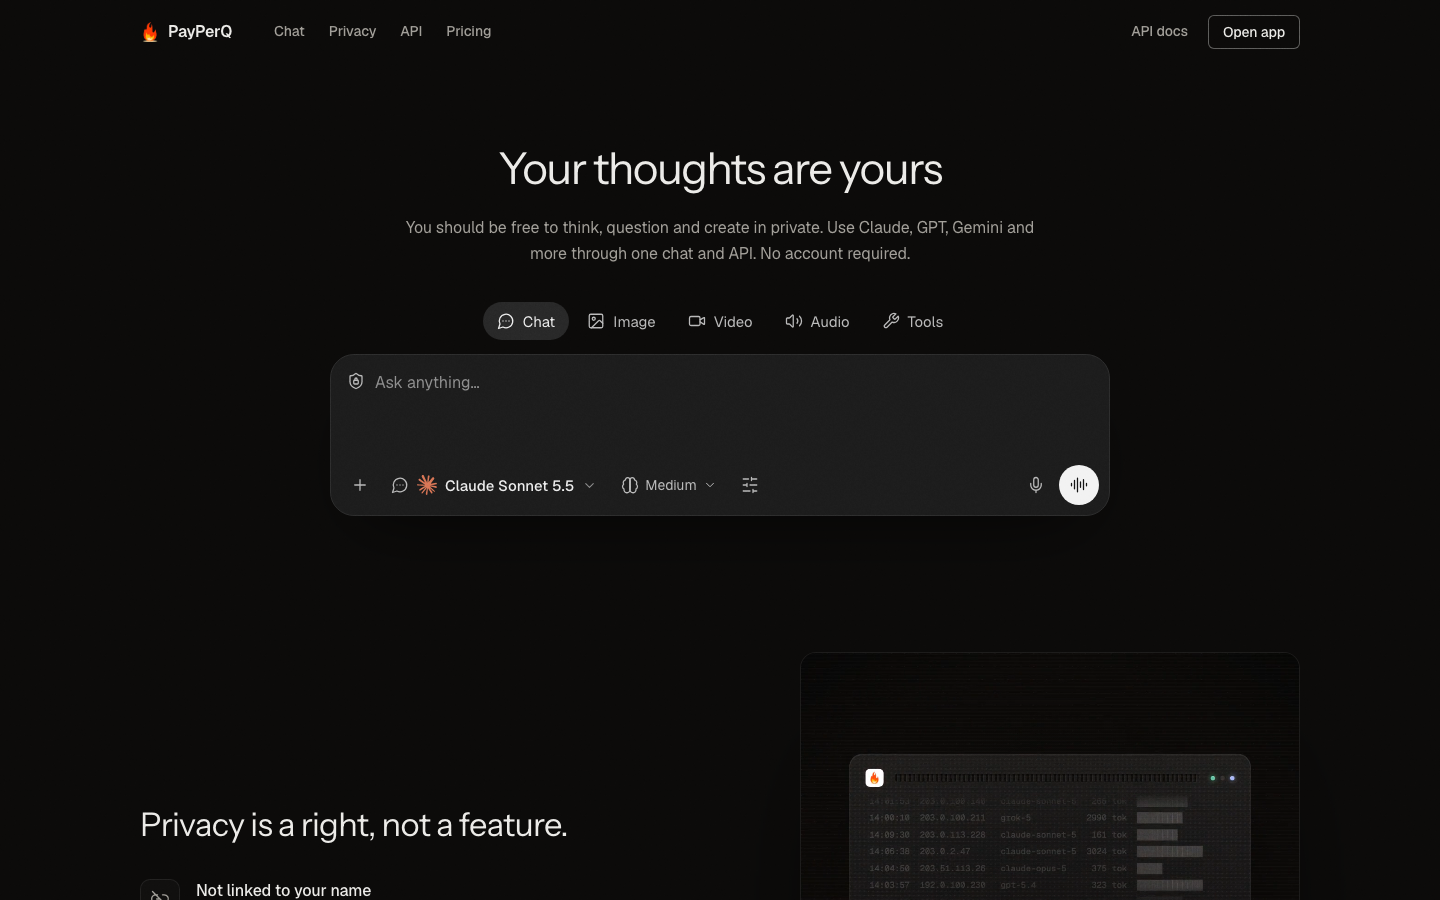 PayPerQ
Chat
Privacy
API
Pricing
API docs
Open app
Your thoughts are yours
You should be free to think, question and create in private. Use Claude, GPT, Gemini and
more through one chat and API. No account required.
Chat
Image
Video
Audio
Tools
Ask anything...
Claude Sonnet 5.5
Medium
Privacy is a right, not a feature.
Not linked to your name
14:00:10 203.0.100.211 grok-5 2990 tok
14:09:30 203.0.113.228 claude-sonnet-5 161 tok
14:06:38 203.0.2.47 claude-sonnet-5 3024 tok
14:04:50 203.51.113.26 claude-opus-5 375 tok
14:03:57 192.0.100.230 gpt-5.4 323 tok